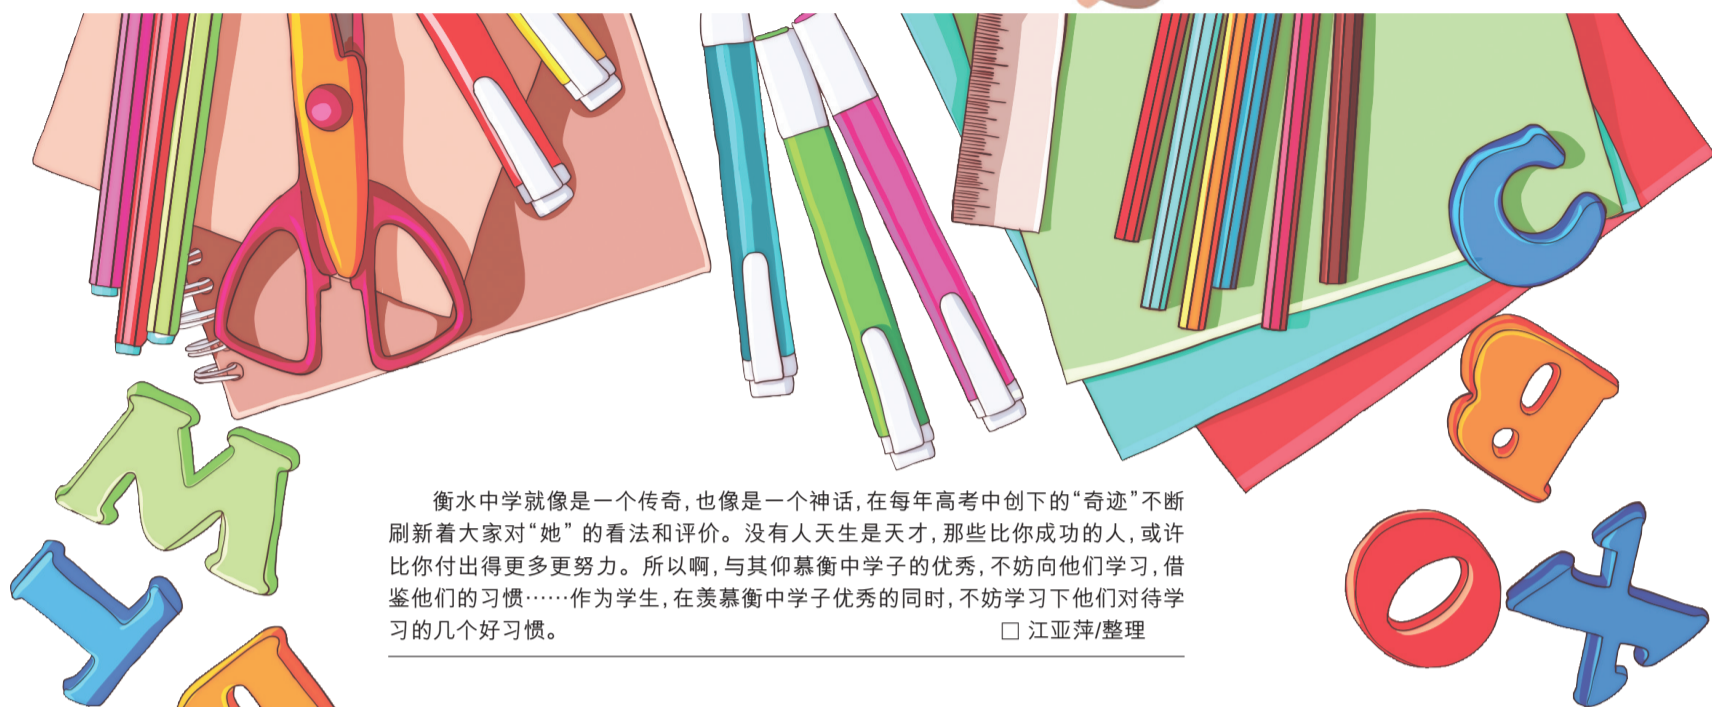 衡水中学就像是一个传奇,也像是一个神话,在每年高考中创下的“奇迹”不断
刷新着大家对“她” 的看法和评价。没有人天生是天才,那些比你成功的人,或许
比你付出得更多更努力。所以啊,与其仰慕衡中学子的优秀,不妨向他们学习,借
鉴他们的习惯……作为学生,在羡慕衡中学子优秀的同时,不妨学习下他们对待学
习的几个好习惯。 □ 江亚萍/整理
M
T
C
B
O
X